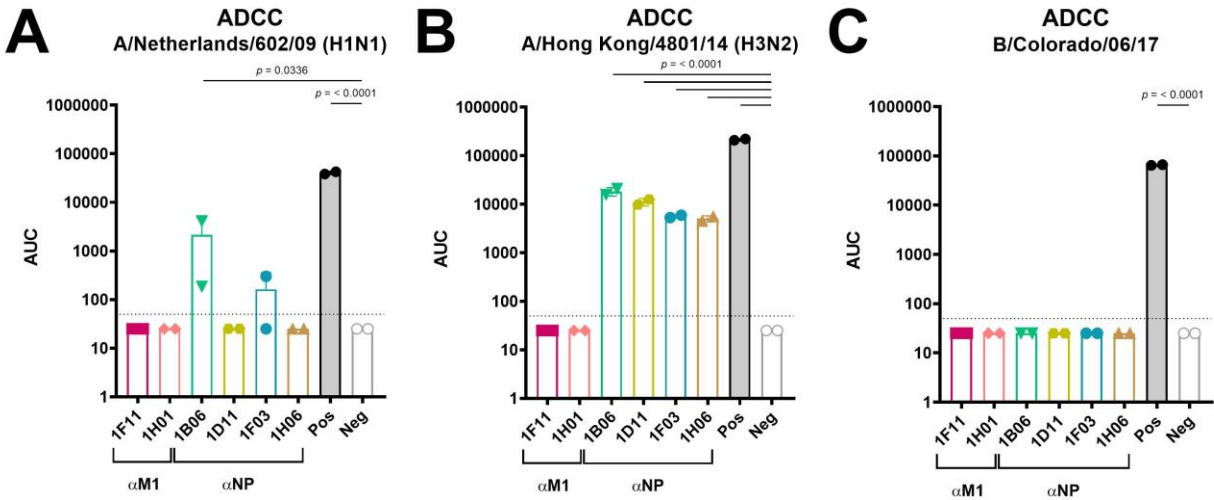 A
ADCC
A/Netherlands/602/09 (H1N1)
p = 0.0336
p = < 0.0001
1000000
100000
10000
1000
100
10
1
AUC
1F11
1H01
1B06
1D11
1F03
1H06
Pos
Neg
αM1
αNP
B
ADCC
A/Hong Kong/4801/14 (H3N2)
p = < 0.0001
1000000
100000
10000
1000
100
10
1
AUC
1F11
1H01
1B06
1D11
1F03
1H06
Pos
Neg
αM1
αNP
C
ADCC
B/Colorado/06/17
p = < 0.0001
1000000
100000
10000
1000
100
10
1
AUC
1F11
1H01
1B06
1D11
1F03
1H06
Pos
Neg
αM1
αNP